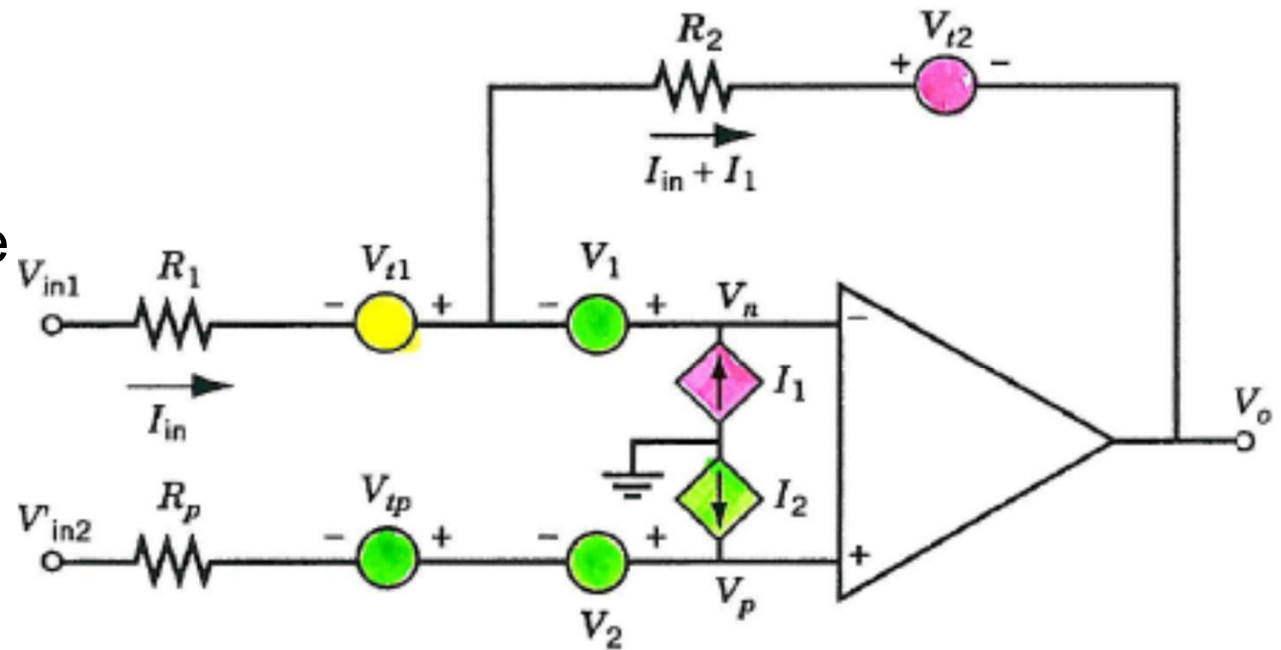 R2
Vt2
+ −
Iin + I1
e
Vin1
R1
Vt1
V1
− + − +
Vn
−
I1
Iin
Vo
Rp
Vtp
I2
V'in2
− + − +
+
Vp
V2